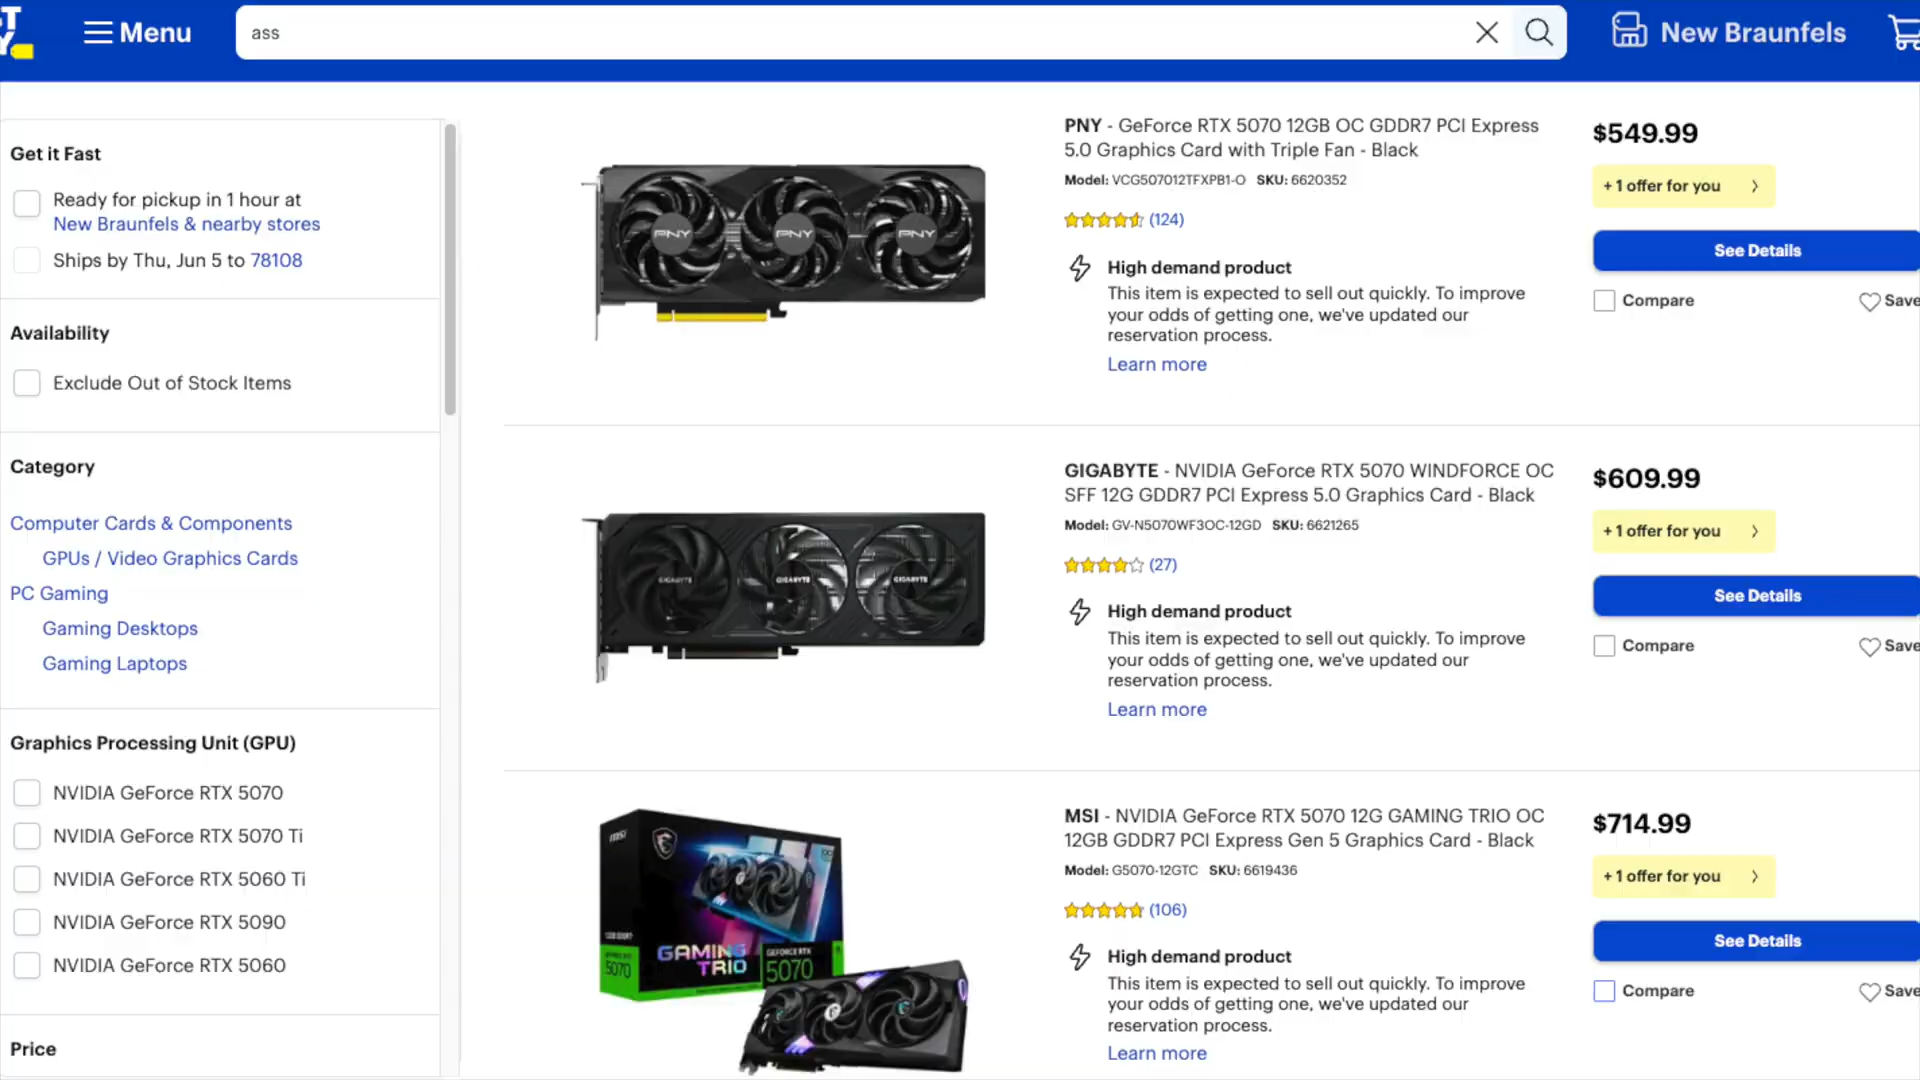 Menu
ass
New Braunfels
Get it Fast
Ready for pickup in 1 hour at
New Braunfels & nearby stores
Ships by Thu, Jun 5 to 78108
Availability
Exclude Out of Stock Items
Category
Computer Cards & Components
GPUs / Video Graphics Cards
PC Gaming
Gaming Desktops
Gaming Laptops
Graphics Processing Unit (GPU)
NVIDIA GeForce RTX 5070
NVIDIA GeForce RTX 5070 Ti
NVIDIA GeForce RTX 5060 Ti
NVIDIA GeForce RTX 5090
NVIDIA GeForce RTX 5060
Price
PNY PNY PNY
PNY - GeForce RTX 5070 12GB OC GDDR7 PCI Express
5.0 Graphics Card with Triple Fan - Black
Model: VCG507012TFXPB1-O SKU: 6620352
(124)
High demand product
This item is expected to sell out quickly. To improve
your odds of getting one, we've updated our
reservation process.
Learn more
$549.99
+ 1 offer for you
See Details
Compare
Save
GIGABYTE GIGABYTE GIGABYTE
GIGABYTE - NVIDIA GeForce RTX 5070 WINDFORCE OC
SFF 12G GDDR7 PCI Express 5.0 Graphics Card - Black
Model: GV-N5070WF3OC-12GD SKU: 6621265
(27)
High demand product
This item is expected to sell out quickly. To improve
your odds of getting one, we've updated our
reservation process.
Learn more
$609.99
+ 1 offer for you
See Details
Compare
Save
msi
GAMING
TRIO
5070
GEFORCE RTX
5070
MSI - NVIDIA GeForce RTX 5070 12G GAMING TRIO OC
12GB GDDR7 PCI Express Gen 5 Graphics Card - Black
Model: G5070-12GTC SKU: 6619436
(106)
High demand product
This item is expected to sell out quickly. To improve
your odds of getting one, we've updated our
reservation process.
Learn more
$714.99
+ 1 offer for you
See Details
Compare
Save